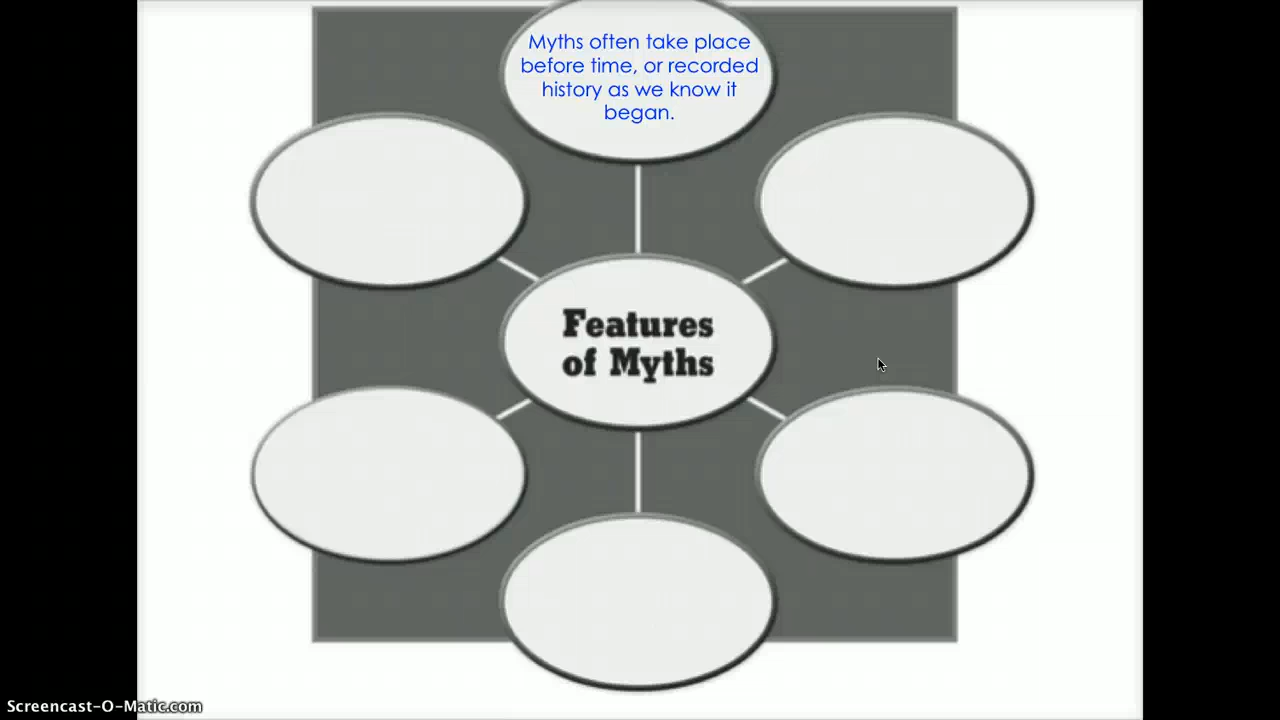 Myths often take place
before time, or recorded
history as we know it
began.
Features
of Myths
Screencast-O-Matic.com